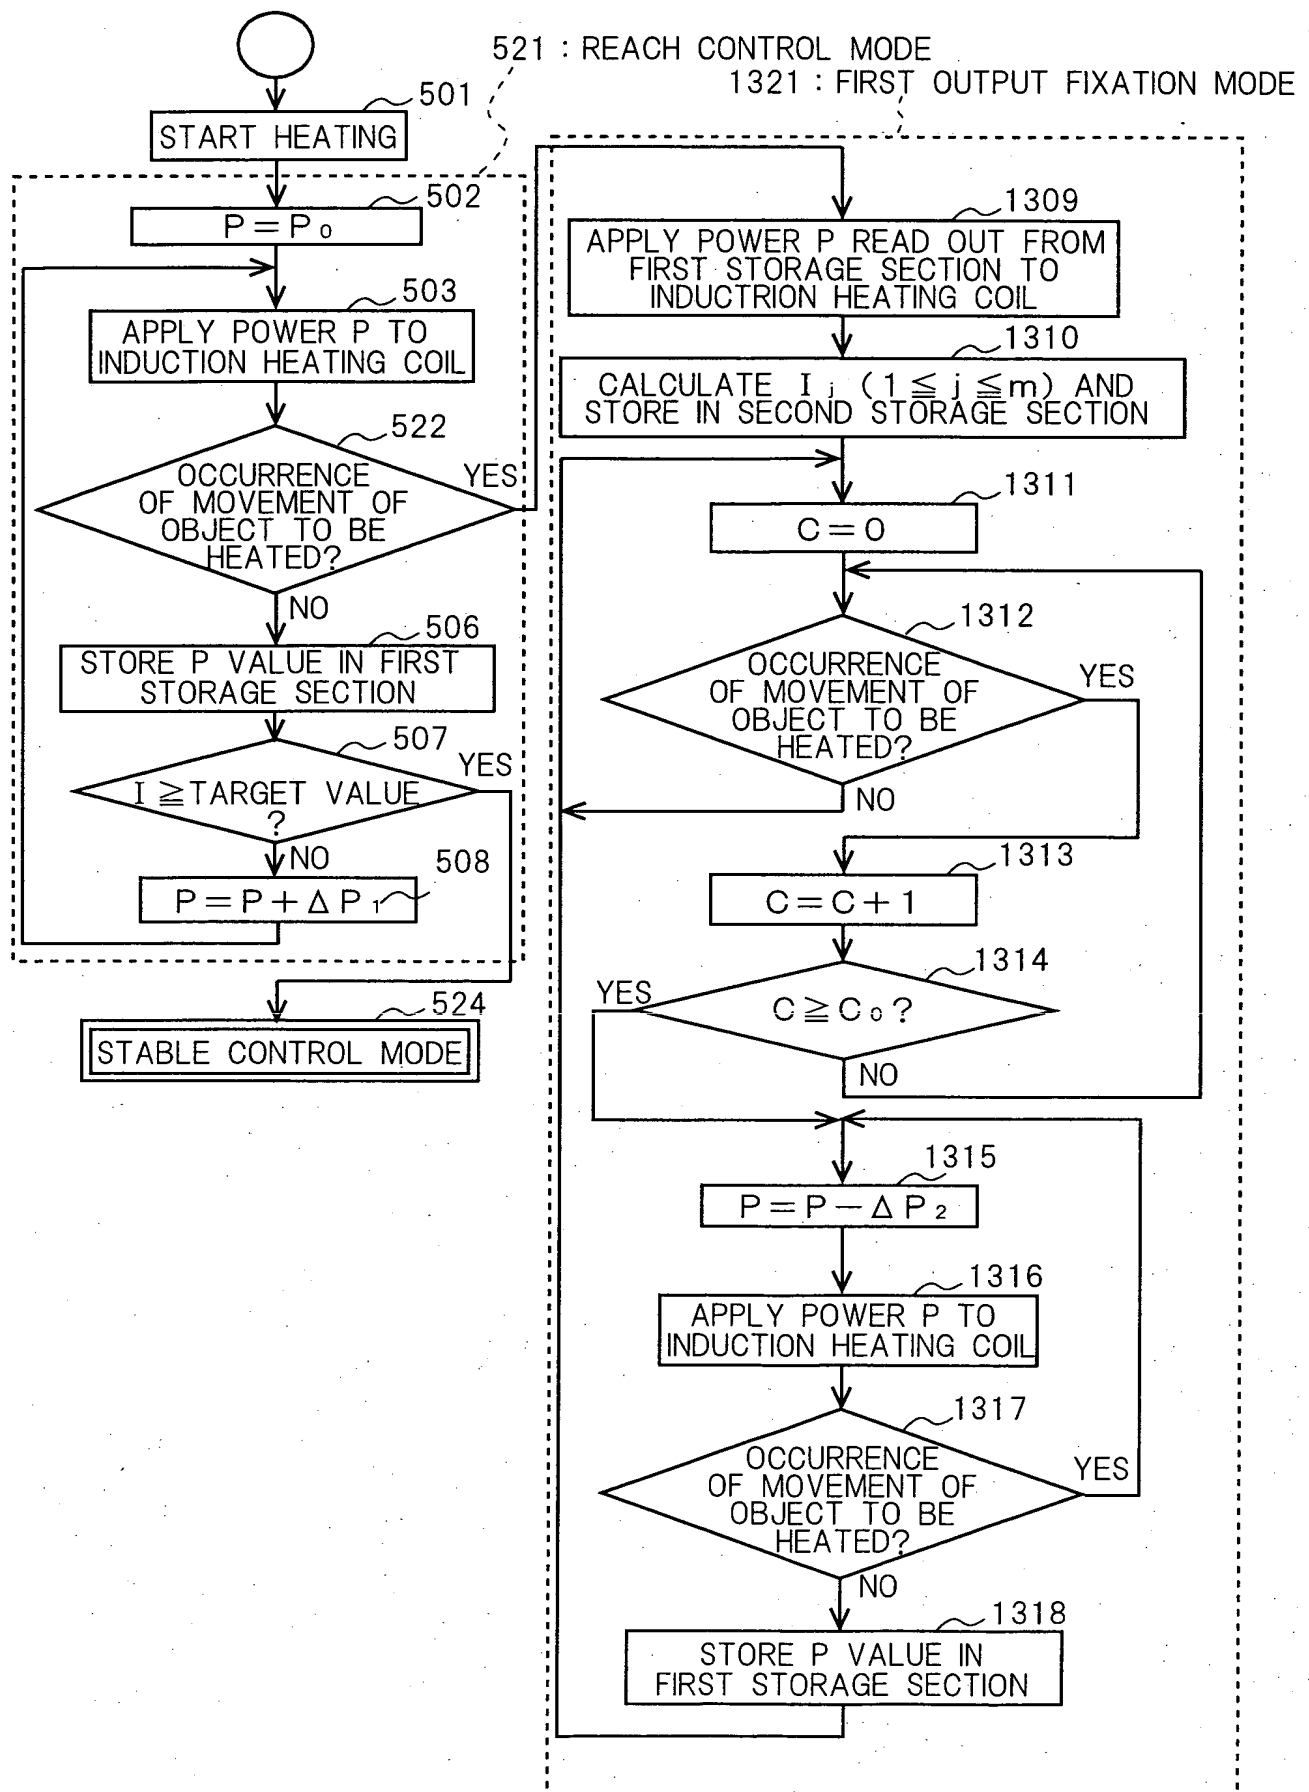 521 : REACH CONTROL MODE
1321 : FIRST OUTPUT FIXATION MODE
501
START HEATING
502
P=P₀
503
APPLY POWER P TO
INDUCTION HEATING COIL
522
OCCURRENCE
OF MOVEMENT OF
OBJECT TO BE
HEATED?
YES
NO
506
STORE P VALUE IN FIRST
STORAGE SECTION
507
I ≧ TARGET VALUE
?
YES
NO
508
P=P+Δ P₁
524
STABLE CONTROL MODE
1309
APPLY POWER P READ OUT FROM
FIRST STORAGE SECTION TO
INDUCTRION HEATING COIL
1310
CALCULATE I j (1 ≦ j ≦ m) AND
STORE IN SECOND STORAGE SECTION
1311
C=0
1312
OCCURRENCE
OF MOVEMENT OF
OBJECT TO BE
HEATED?
YES
NO
1313
C=C+1
1314
C≧C₀?
YES
NO
1315
P=P−Δ P₂
1316
APPLY POWER P TO
INDUCTION HEATING COIL
1317
OCCURRENCE
OF MOVEMENT OF
OBJECT TO BE
HEATED?
YES
NO
1318
STORE P VALUE IN
FIRST STORAGE SECTION